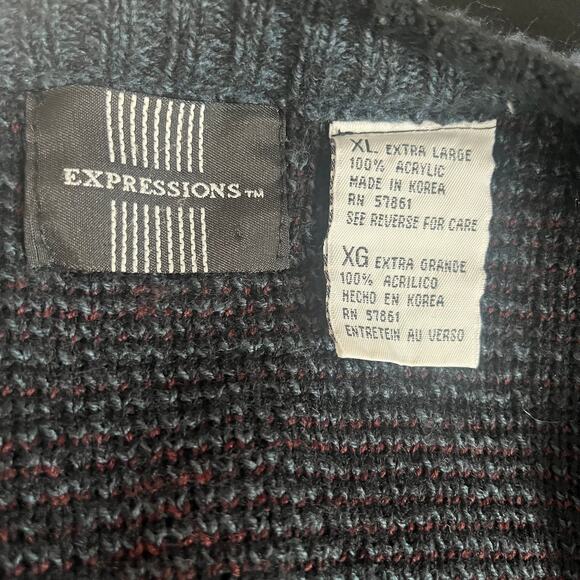 EXPRESSIONS™
XL EXTRA LARGE
100% ACRYLIC
MADE IN KOREA
RN 57861
SEE REVERSE FOR CARE
XG EXTRA GRANDE
100% ACRILICO
HECHO EN KOREA
RN 57861
ENTRETEIN AU VERSO